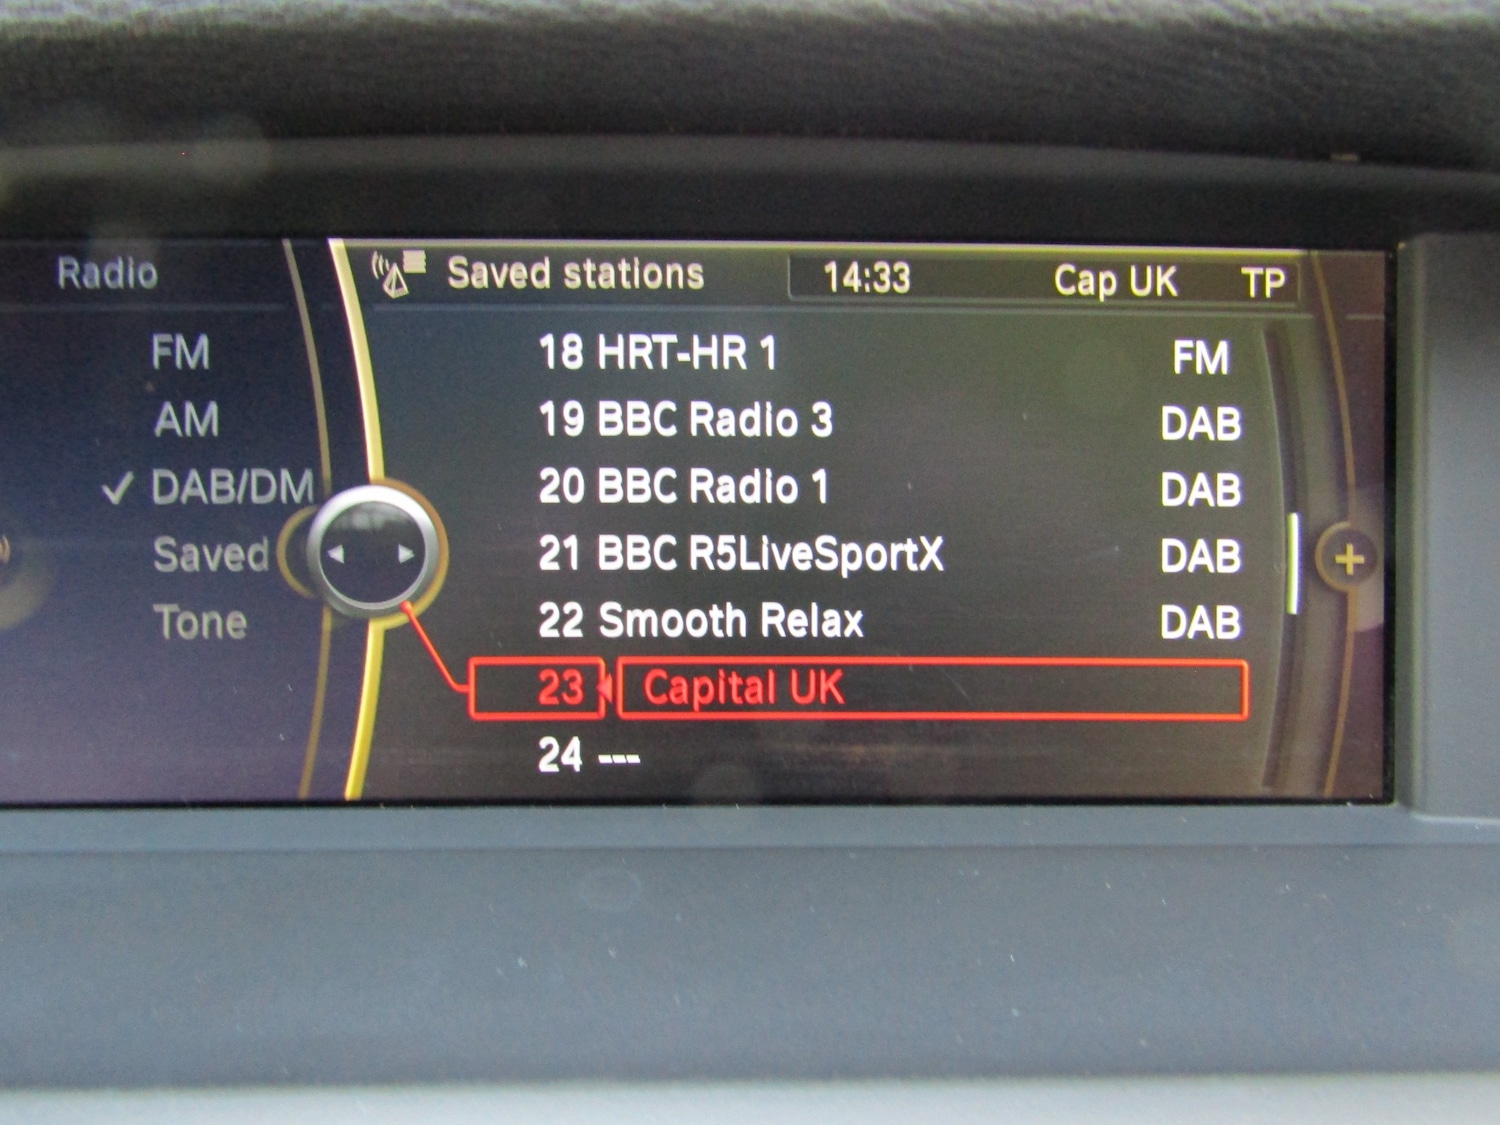 Radio
FM
AM
DAB/DM
Saved
Tone
Saved stations 14:33 Cap UK TP
18 HRT-HR 1 FM
19 BBC Radio 3 DAB
20 BBC Radio 1 DAB
21 BBC R5LiveSportX DAB
22 Smooth Relax DAB
23 Capital UK
24 ---